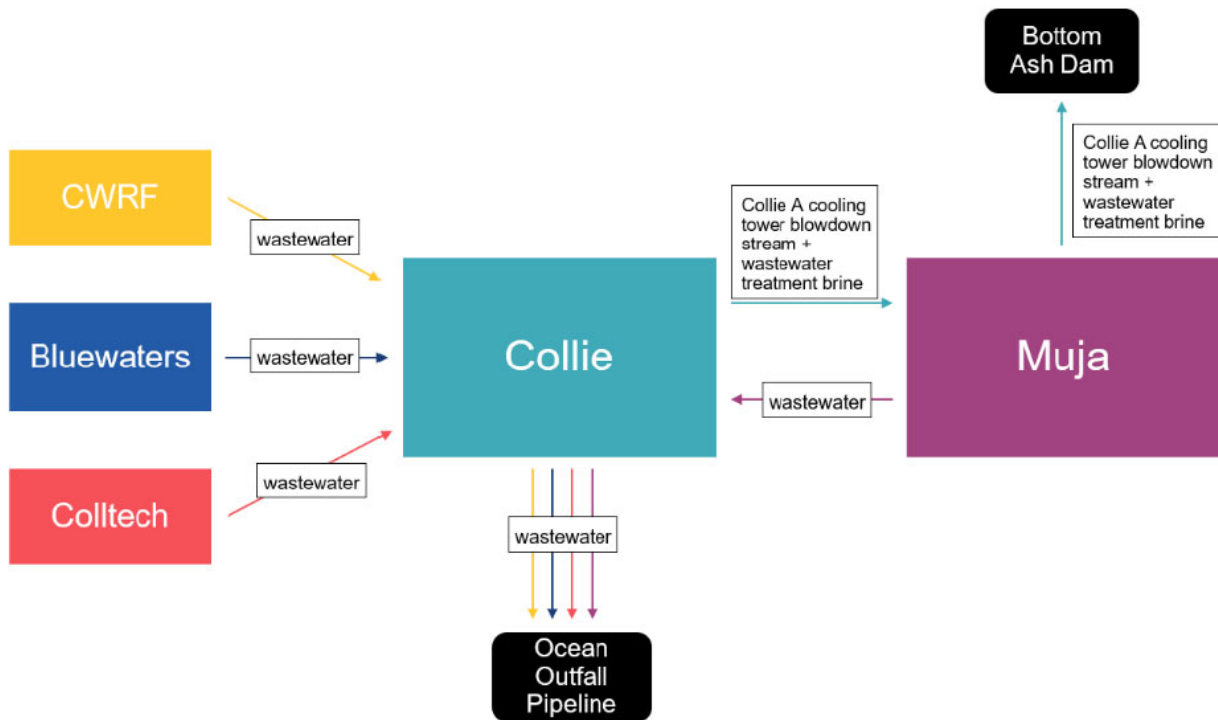 Bottom
Ash Dam
Collie A cooling
tower blowdown
stream +
wastewater
treatment brine
CWRF
wastewater
Collie A cooling
tower blowdown
stream +
wastewater
treatment brine
Bluewaters
wastewater
Collie
Muja
wastewater
Colltech
wastewater
wastewater
Ocean
Outfall
Pipeline